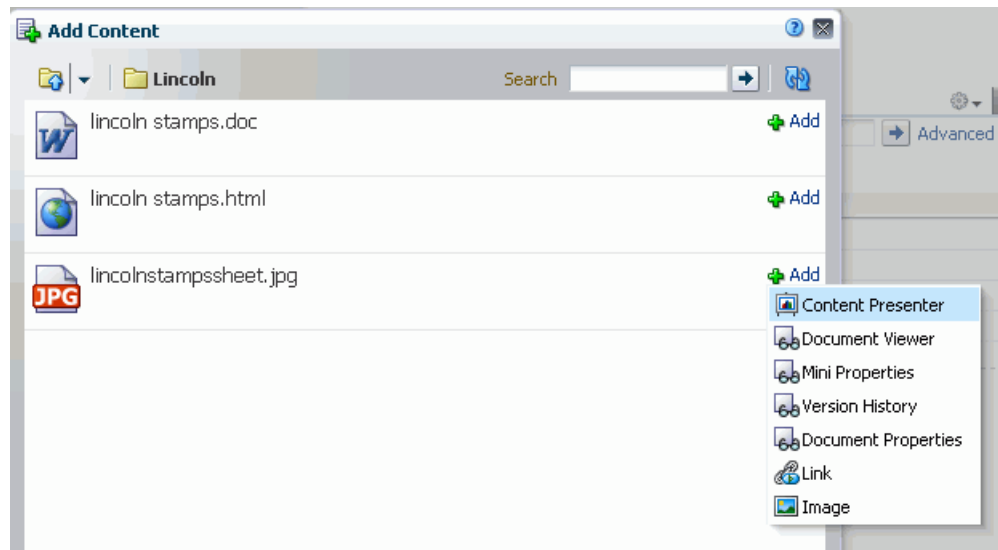 Add Content
?
Lincoln
Search
Advanced
W
lincoln stamps.doc
Add
lincoln stamps.html
Add
JPG
lincolnstampssheet.jpg
Add
Content Presenter
Document Viewer
Mini Properties
Version History
Document Properties
Link
Image